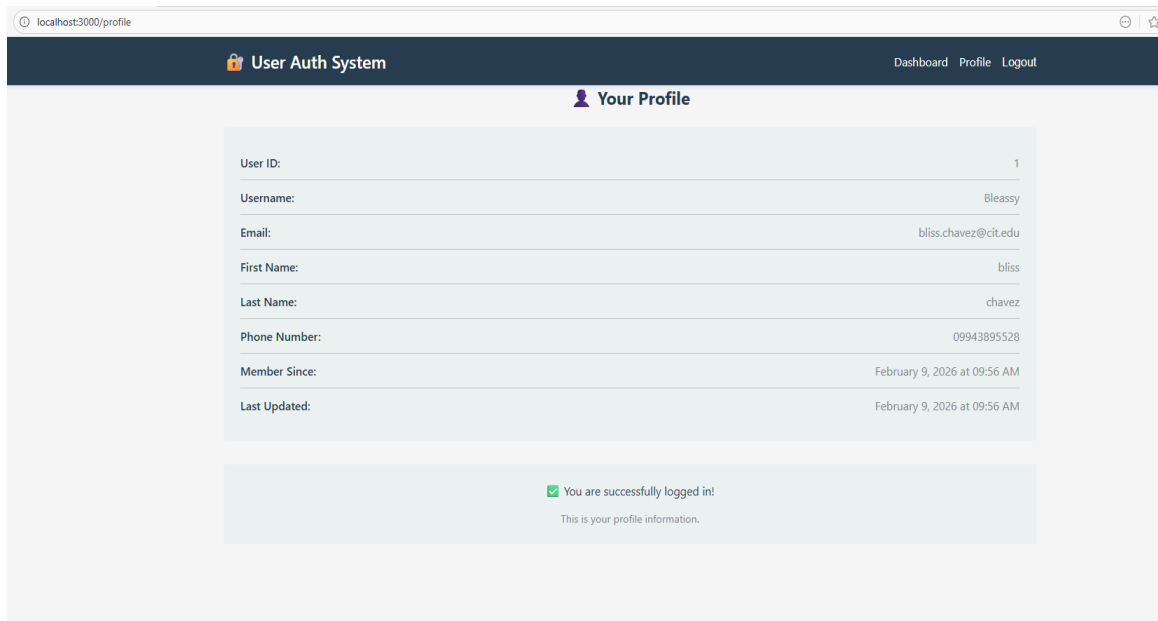 localhost:3000/profile
User Auth System
Dashboard Profile Logout
Your Profile
User ID: 1
Username: Bleassy
Email: bliss.chavez@cit.edu
First Name: bliss
Last Name: chavez
Phone Number: 09943895528
Member Since: February 9, 2026 at 09:56 AM
Last Updated: February 9, 2026 at 09:56 AM
You are successfully logged in!
This is your profile information.